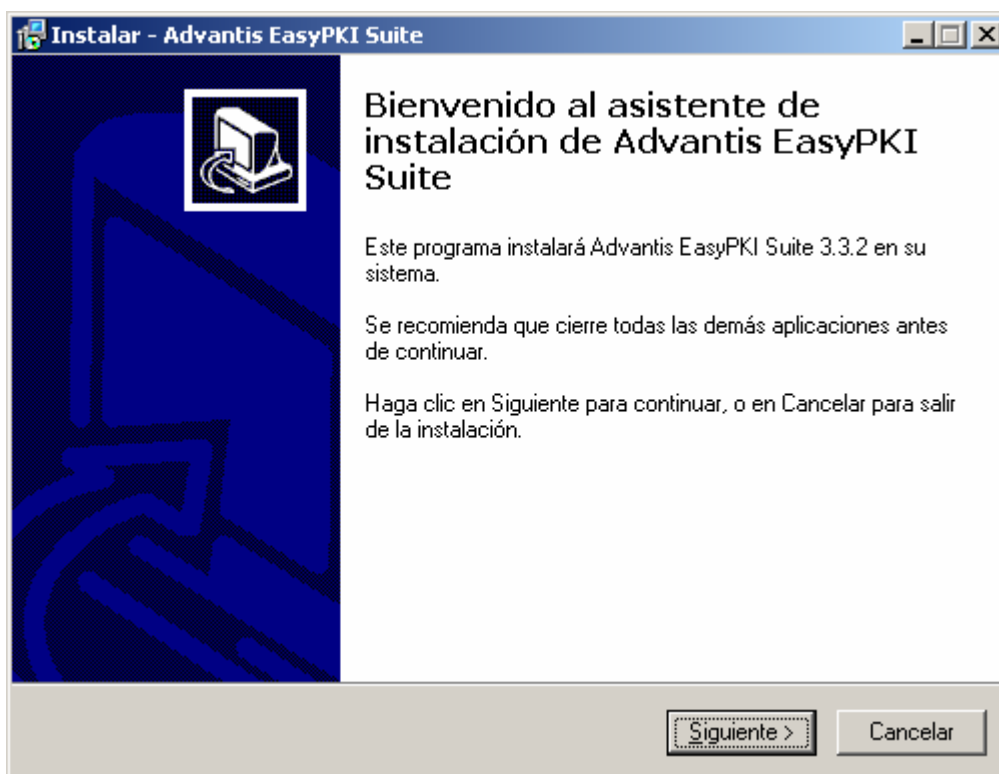 Instalar - Advantis EasyPKI Suite
Bienvenido al asistente de
instalación de Advantis EasyPKI
Suite
Este programa instalará Advantis EasyPKI Suite 3.3.2 en su
sistema.
Se recomienda que cierre todas las demás aplicaciones antes
de continuar.
Haga clic en Siguiente para continuar, o en Cancelar para salir
de la instalación.
Siguiente >
Cancelar